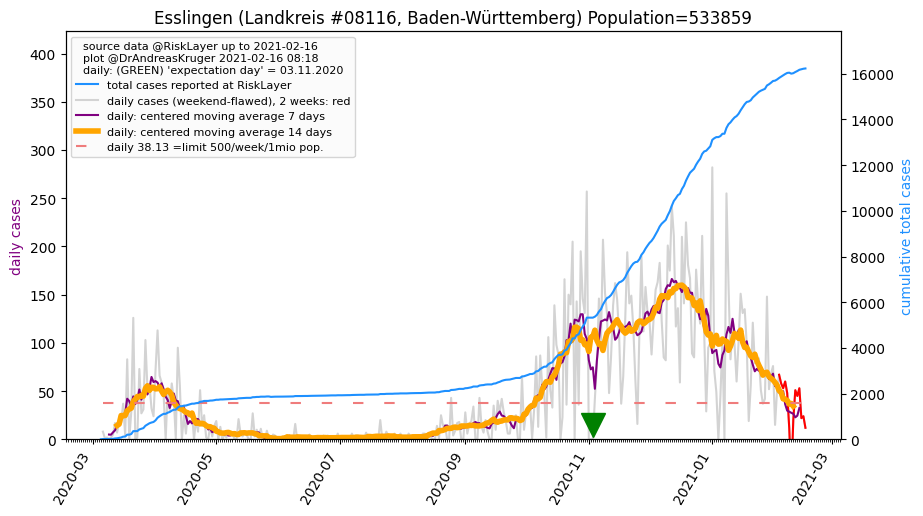 Esslingen (Landkreis #08116, Baden-Württemberg) Population=533859
source data @RiskLayer up to 2021-02-16
plot @DrAndreasKruger 2021-02-16 08:18
daily: (GREEN) 'expectation day' = 03.11.2020
total cases reported at RiskLayer
daily cases (weekend-flawed), 2 weeks: red
daily: centered moving average 7 days
daily: centered moving average 14 days
daily 38.13 =limit 500/week/1mio pop.
daily cases
400
350
300
250
200
150
100
50
0
16000
14000
12000
10000
8000
6000
4000
2000
0
cumulative total cases
2020-03
2020-05
2020-07
2020-09
2020-11
2021-01
2021-03